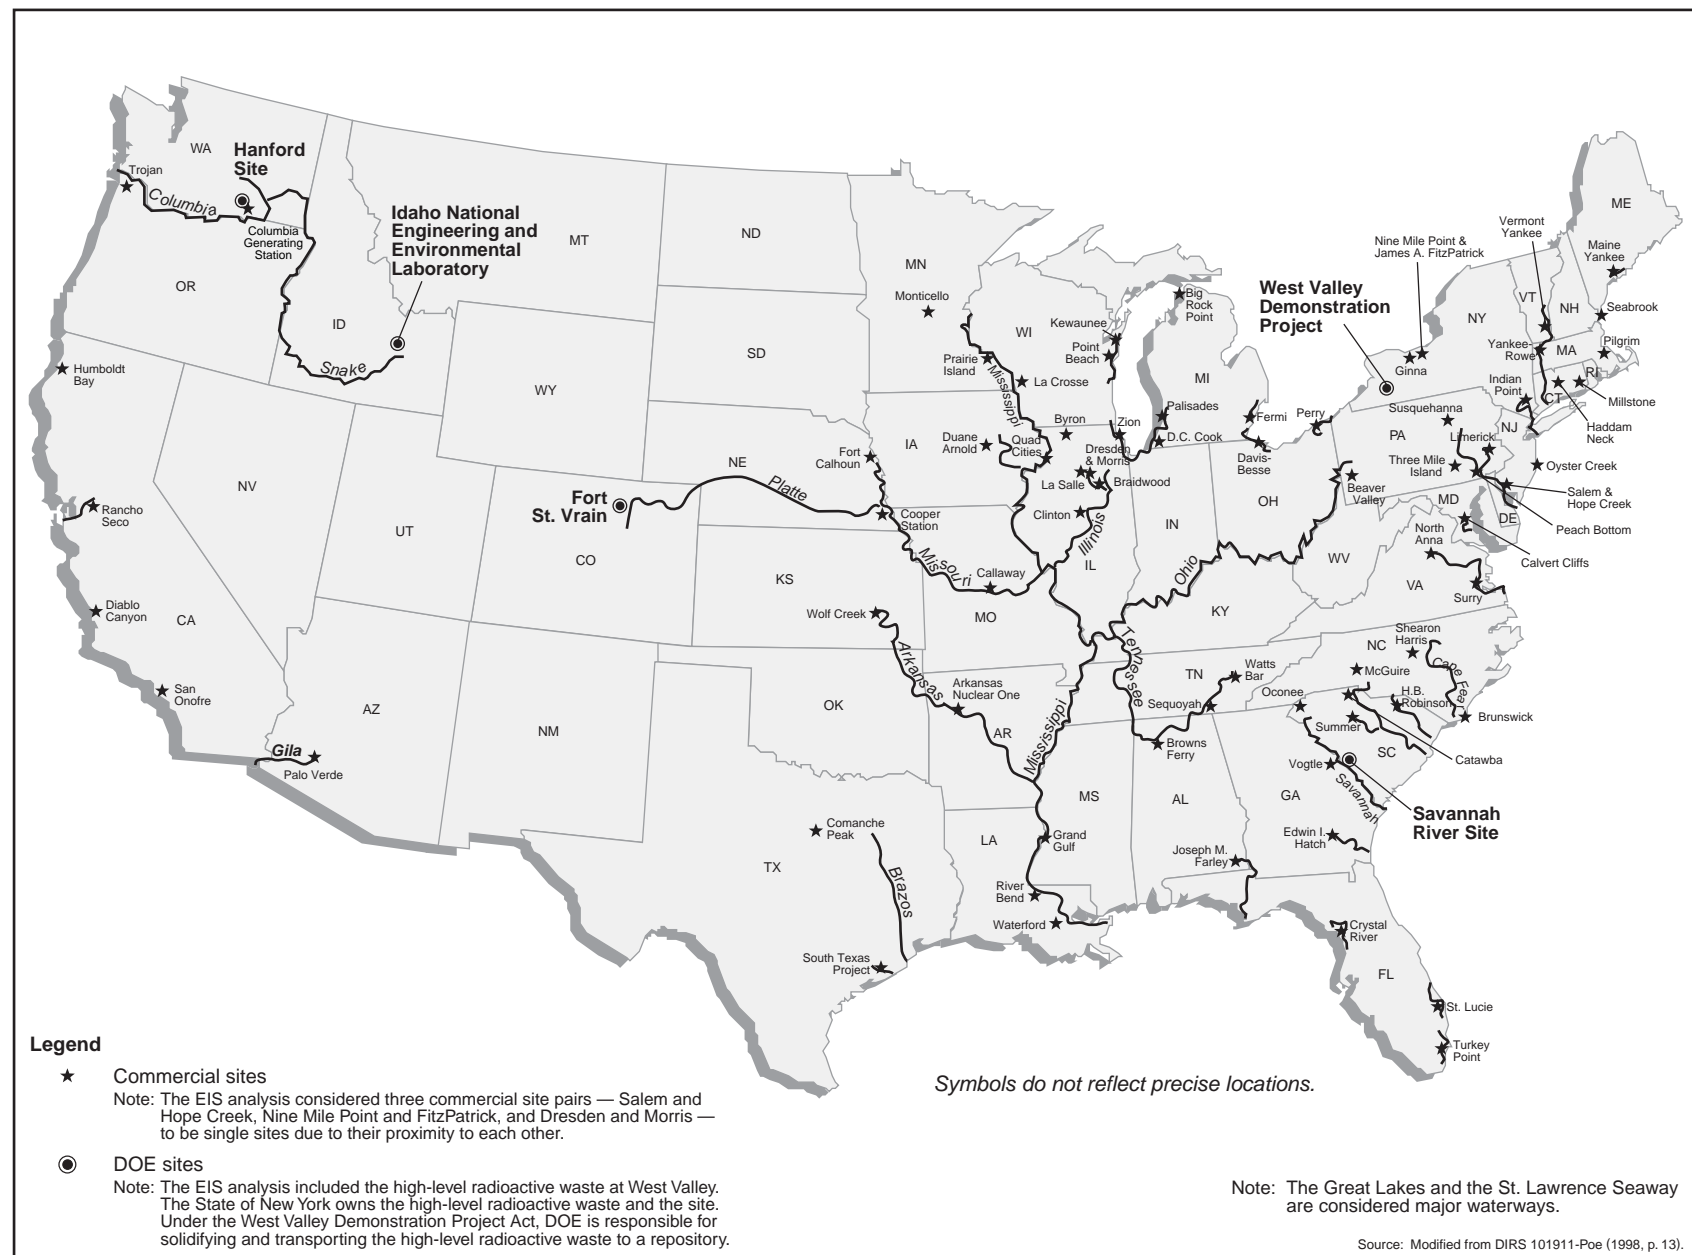 WA
Hanford
Site
Trojan
Columbia
Columbia
Generating
Station
Idaho National
Engineering and
Environmental
Laboratory
OR
ID
Snake
MT
ND
SD
WY
MN
Monticello
Prairie
Island
Mississippi
WI
La Crosse
Kewaunee
Point
Beach
Big
Rock
Point
MI
Palisades
D.C. Cook
Zion
Byron
Fermi
Davis-
Besse
Perry
West Valley
Demonstration
Project
Nine Mile Point &
James A. FitzPatrick
Ginna
NY
Vermont
Yankee
VT
NH
ME
Maine
Yankee
Seabrook
Yankee-
Rowe
MA
Pilgrim
RI
CT
Millstone
Haddam
Neck
Indian
Point
Susquehanna
PA
Limerick
NJ
Three Mile
Island
Oyster Creek
Salem &
Hope Creek
Peach Bottom
MD
DE
Calvert Cliffs
Beaver
Valley
OH
IN
WV
North
Anna
VA
Surry
Humboldt
Bay
NV
Rancho
Seco
UT
CA
Diablo
Canyon
San
Onofre
AZ
Gila
Palo Verde
NM
CO
Fort
St. Vrain
Platte
NE
Fort
Calhoun
Cooper
Station
IA
Duane
Arnold
Quad
Cities
Dresden
& Morris
La Salle
Braidwood
Clinton
Illinois
IL
Missouri
Callaway
MO
KS
Wolf Creek
Arkansas
Arkansas
Nuclear One
AR
OK
Ohio
KY
Tennessee
TN
Watts
Bar
Sequoyah
Browns
Ferry
Mississippi
MS
AL
GA
NC
Shearon
Harris
Cape Fear
McGuire
Oconee
H.B.
Robinson
Brunswick
Summer
SC
Catawba
Vogtle
Savannah
Savannah
River Site
Edwin I.
Hatch
Joseph M.
Farley
Comanche
Peak
TX
Brazos
South Texas
Project
LA
Grand
Gulf
River
Bend
Waterford
Crystal
River
FL
St. Lucie
Turkey
Point
Symbols do not reflect precise locations.
Legend
Commercial sites
Note: The EIS analysis considered three commercial site pairs — Salem and
Hope Creek, Nine Mile Point and FitzPatrick, and Dresden and Morris —
to be single sites due to their proximity to each other.
DOE sites
Note: The EIS analysis included the high-level radioactive waste at West Valley.
The State of New York owns the high-level radioactive waste and the site.
Under the West Valley Demonstration Project Act, DOE is responsible for
solidifying and transporting the high-level radioactive waste to a repository.
Note: The Great Lakes and the St. Lawrence Seaway
are considered major waterways.
Source: Modified from DIRS 101911-Poe (1998, p. 13).